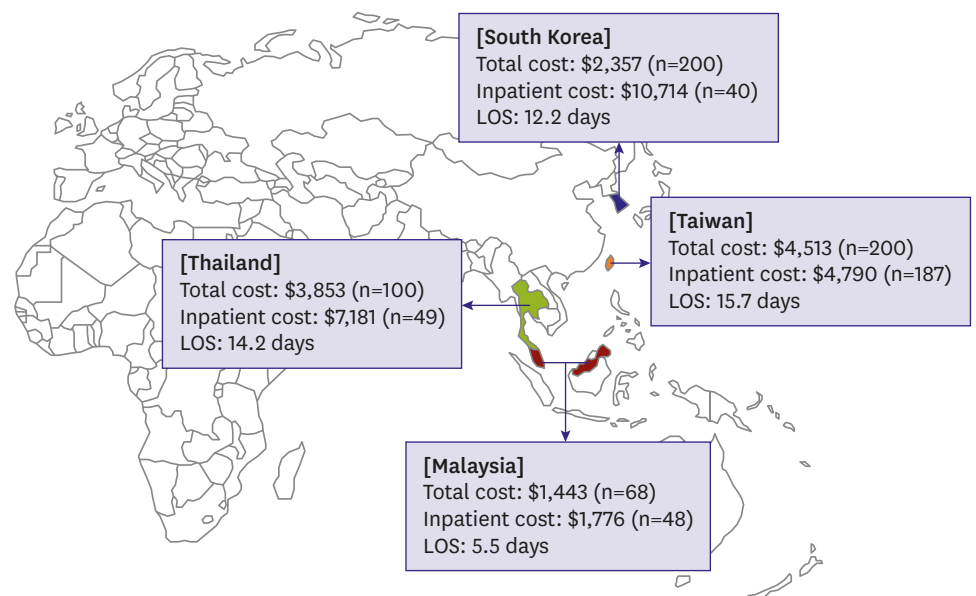 [South Korea]
Total cost: $2,357 (n=200)
Inpatient cost: $10,714 (n=40)
LOS: 12.2 days
[Taiwan]
Total cost: $4,513 (n=200)
Inpatient cost: $4,790 (n=187)
LOS: 15.7 days
[Thailand]
Total cost: $3,853 (n=100)
Inpatient cost: $7,181 (n=49)
LOS: 14.2 days
[Malaysia]
Total cost: $1,443 (n=68)
Inpatient cost: $1,776 (n=48)
LOS: 5.5 days